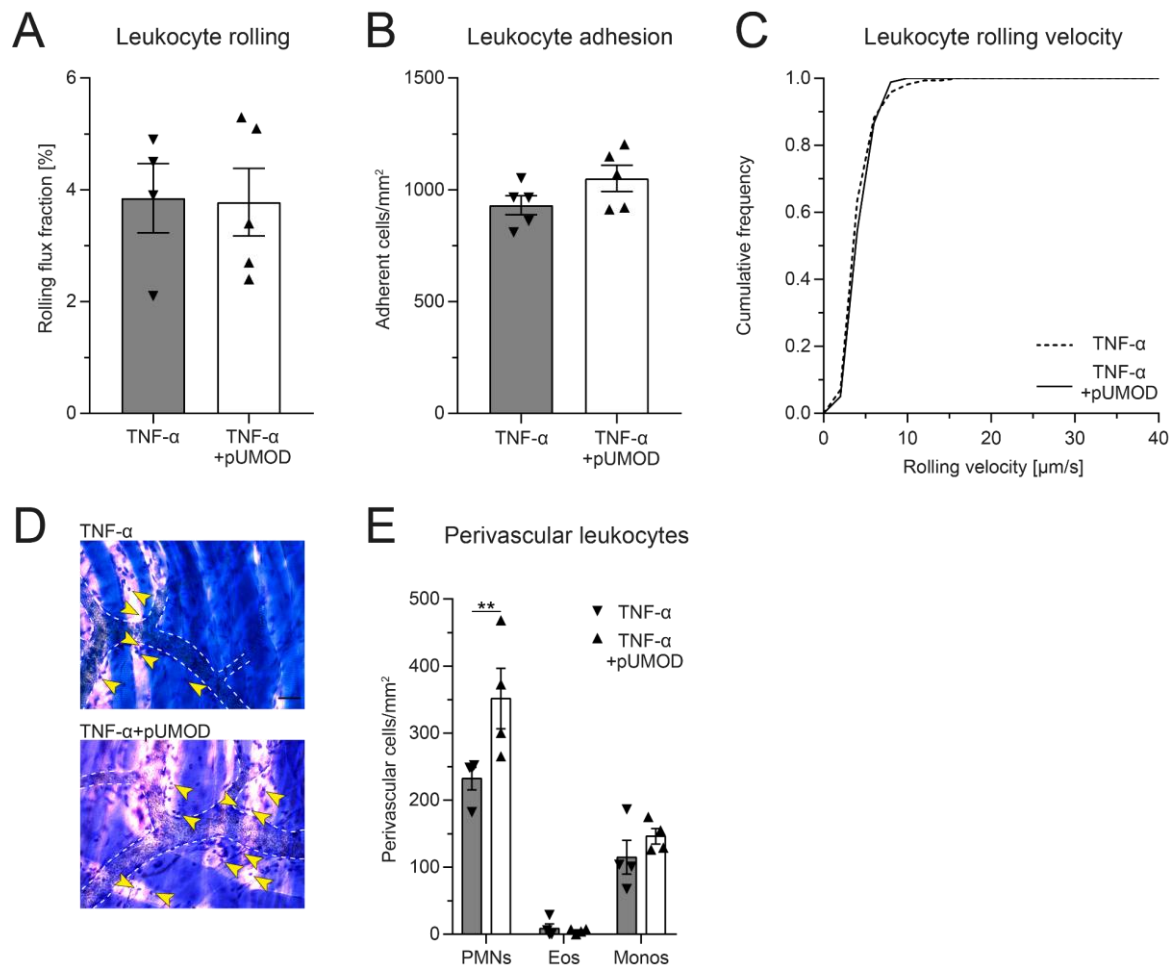 A
Leukocyte rolling
Rolling flux fraction [%]
6
4
2
0
TNF-α
TNF-α
+pUMOD
B
Leukocyte adhesion
Adherent cells/mm²
1500
1000
500
0
TNF-α
TNF-α
+pUMOD
C
Leukocyte rolling velocity
Cumulative frequency
1.0
0.8
0.6
0.4
0.2
0.0
0
10
20
30
40
Rolling velocity [µm/s]
TNF-α
TNF-α
+pUMOD
D
TNF-α
TNF-α+pUMOD
E
Perivascular leukocytes
Perivascular cells/mm²
500
400
300
200
100
0
**
TNF-α
TNF-α
+pUMOD
PMNs
Eos
Monos